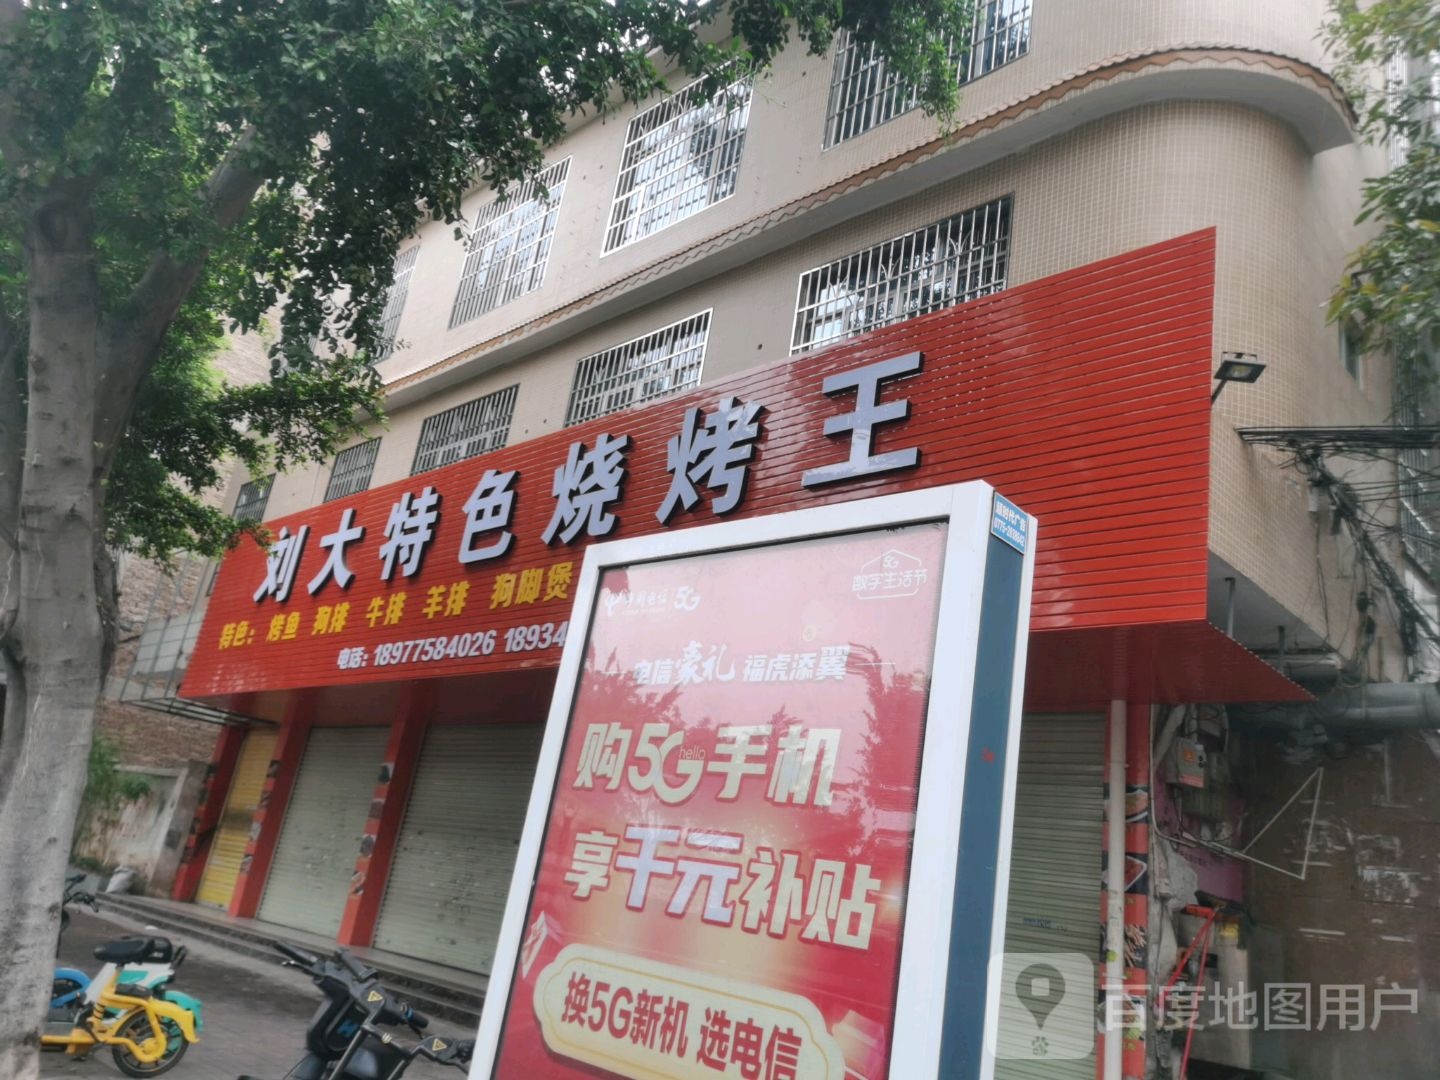 刘大特色烧烤王
特色：烤鱼 狗排 牛排 羊排 狗脚煲
电话：18977584026 18934
中国电信 5G
5G
数字生活节
电信豪礼 福虎添翼
购5G手机
hello
享千元补贴
换5G新机 选电信
百度地图用户